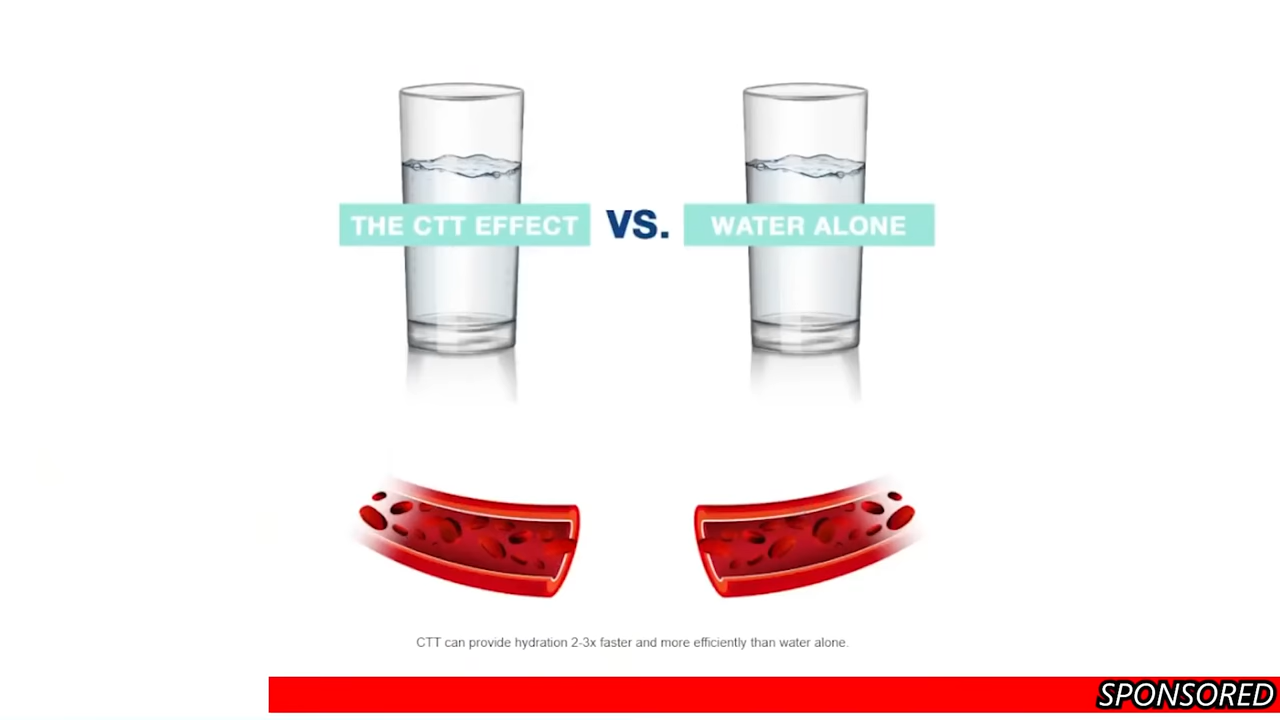 THE CTT EFFECT VS. WATER ALONE
CTT can provide hydration 2-3x faster and more efficiently than water alone.
SPONSORED